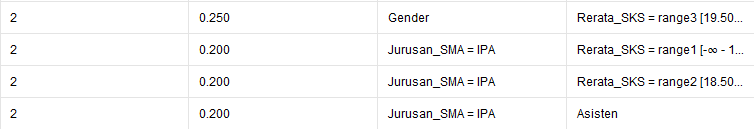 2 0.250 Gender Rerata_SKS = range3 [19.50...
2 0.200 Jurusan_SMA = IPA Rerata_SKS = range1 [-∞ - 1...
2 0.200 Jurusan_SMA = IPA Rerata_SKS = range2 [18.50...
2 0.200 Jurusan_SMA = IPA Asisten